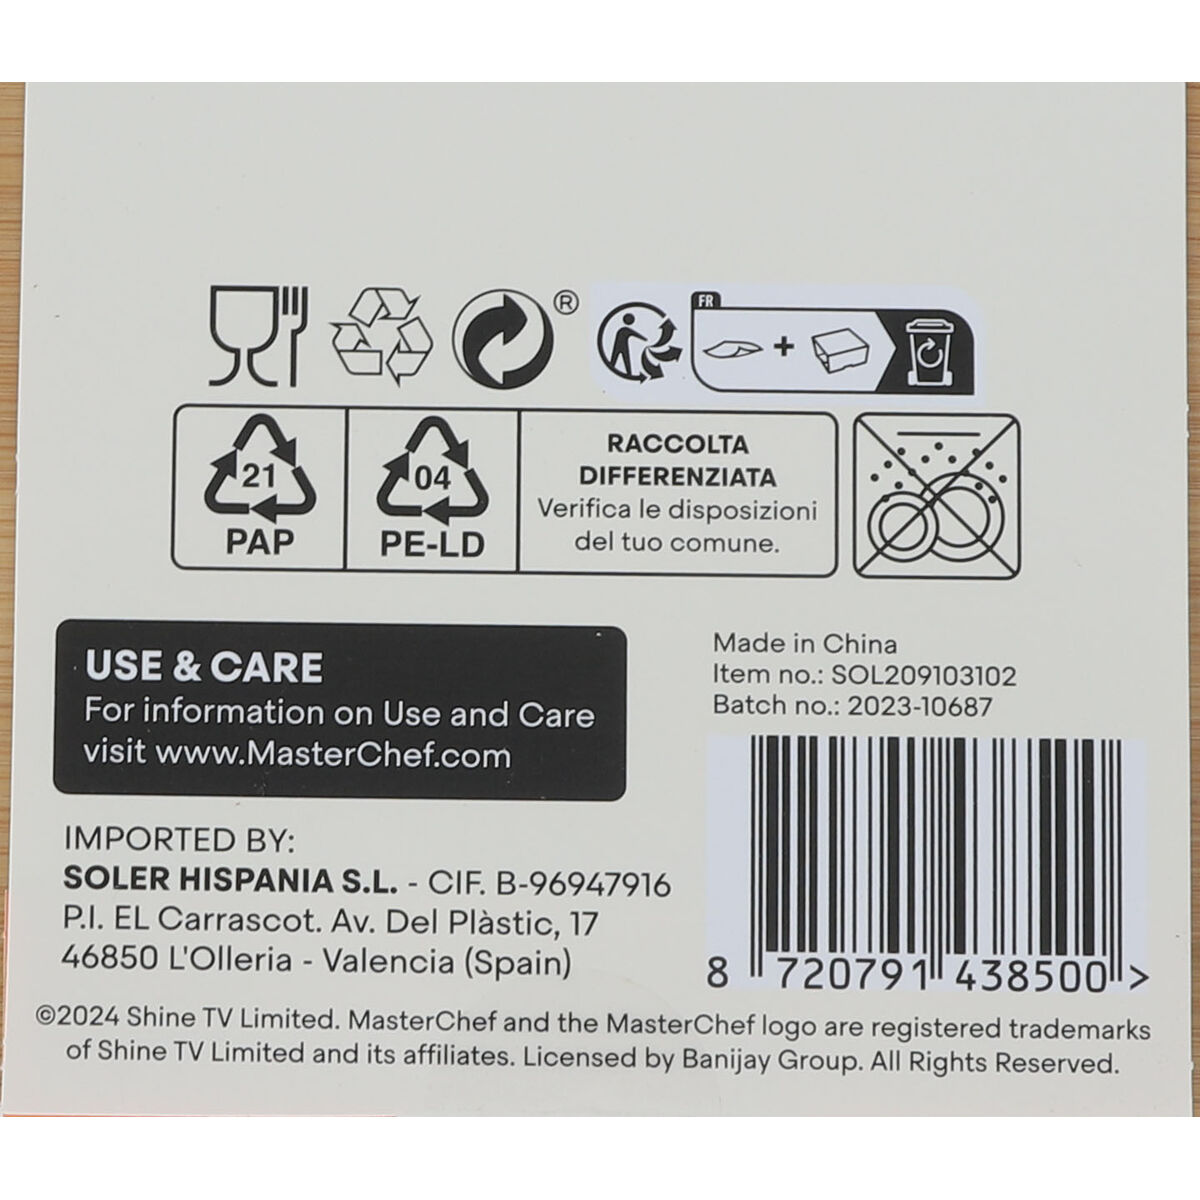 ®
FR
21
PAP
04
PE-LD
RACCOLTA
DIFFERENZIATA
Verifica le disposizioni
del tuo comune.
USE & CARE
For information on Use and Care
visit www.MasterChef.com
Made in China
Item no.: SOL209103102
Batch no.: 2023-10687
8 720791 438500 >
IMPORTED BY:
SOLER HISPANIA S.L. - CIF. B-96947916
P.I. EL Carrascot. Av. Del Plàstic, 17
46850 L'Olleria - Valencia (Spain)
©2024 Shine TV Limited. MasterChef and the MasterChef logo are registered trademarks
of Shine TV Limited and its affiliates. Licensed by Banijay Group. All Rights Reserved.